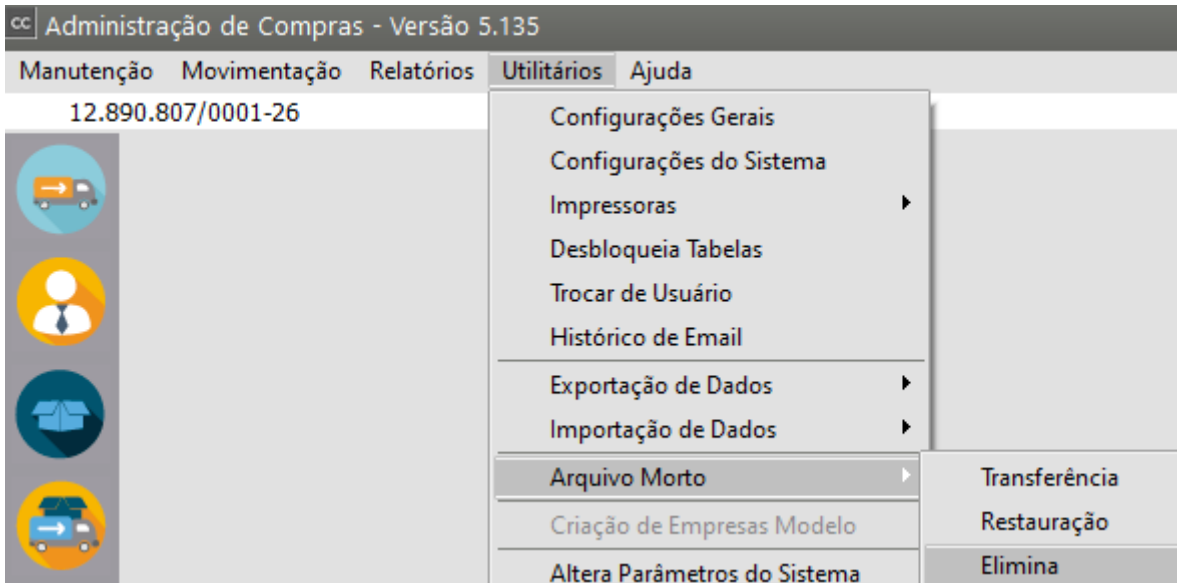 cc Administração de Compras - Versão 5.135
Manutenção Movimentação Relatórios Utilitários Ajuda
12.890.807/0001-26
Configurações Gerais
Configurações do Sistema
Impressoras
Desbloqueia Tabelas
Trocar de Usuário
Histórico de Email
Exportação de Dados
Importação de Dados
Arquivo Morto
Transferência
Criação de Empresas Modelo
Restauração
Altera Parâmetros do Sistema
Elimina